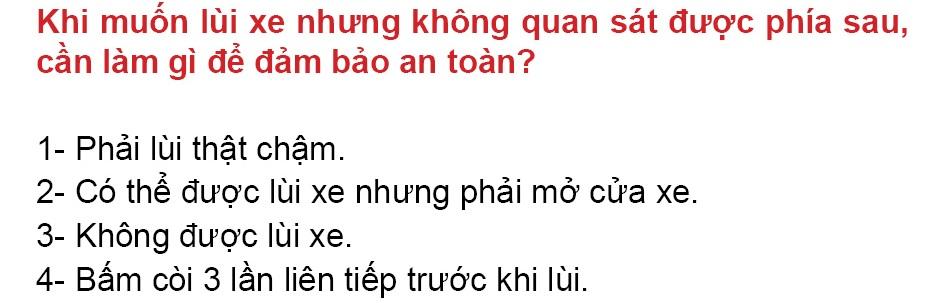 Khi muốn lùi xe nhưng không quan sát được phía sau,
cần làm gì để đảm bảo an toàn?
1- Phải lùi thật chậm.
2- Có thể được lùi xe nhưng phải mở cửa xe.
3- Không được lùi xe.
4- Bấm còi 3 lần liên tiếp trước khi lùi.